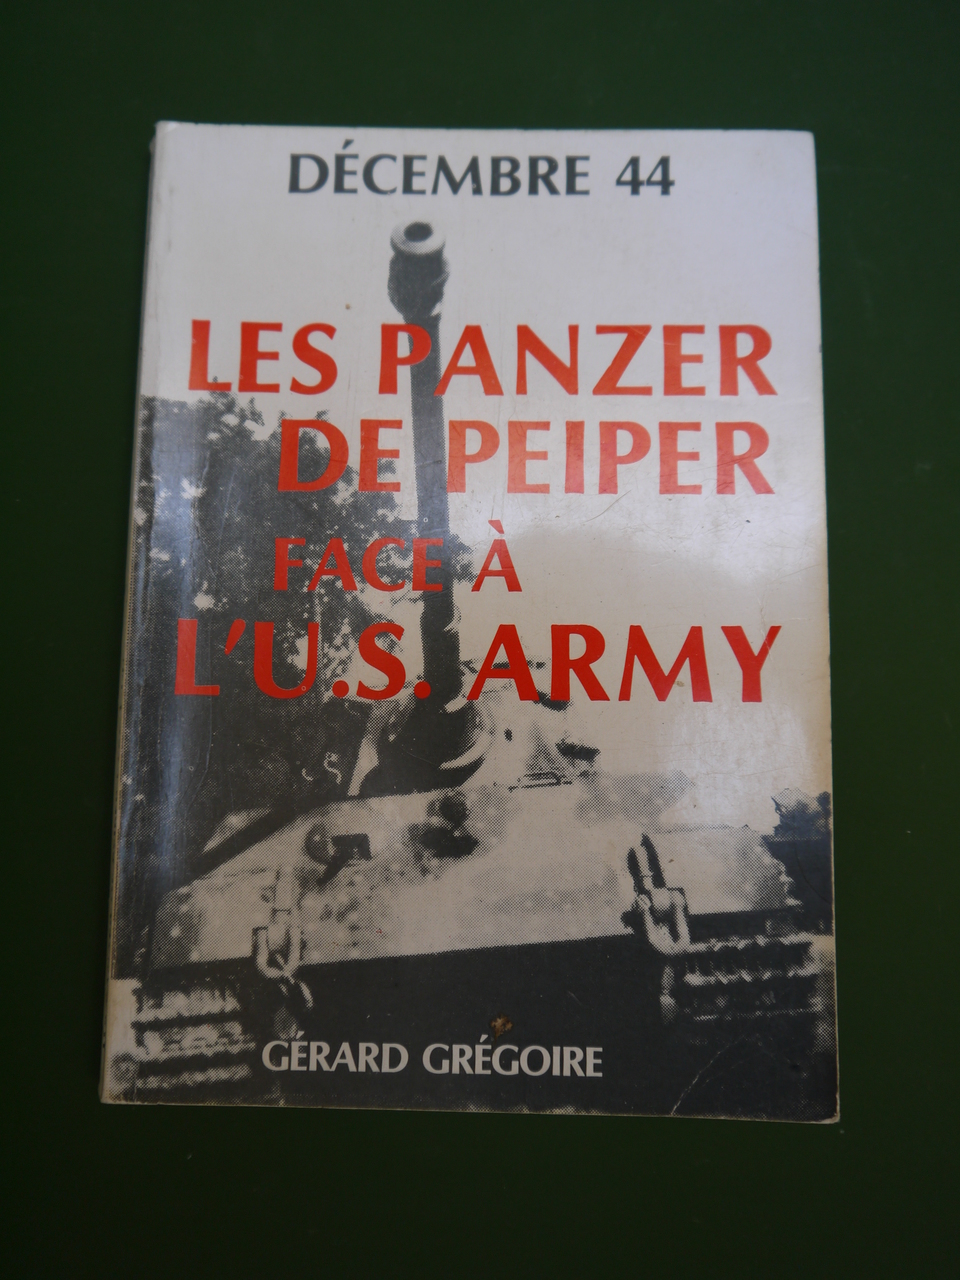 DÉCEMBRE 44
LES PANZER
DE PEIPER
FACE À
L'U.S. ARMY
GÉRARD GRÉGOIRE